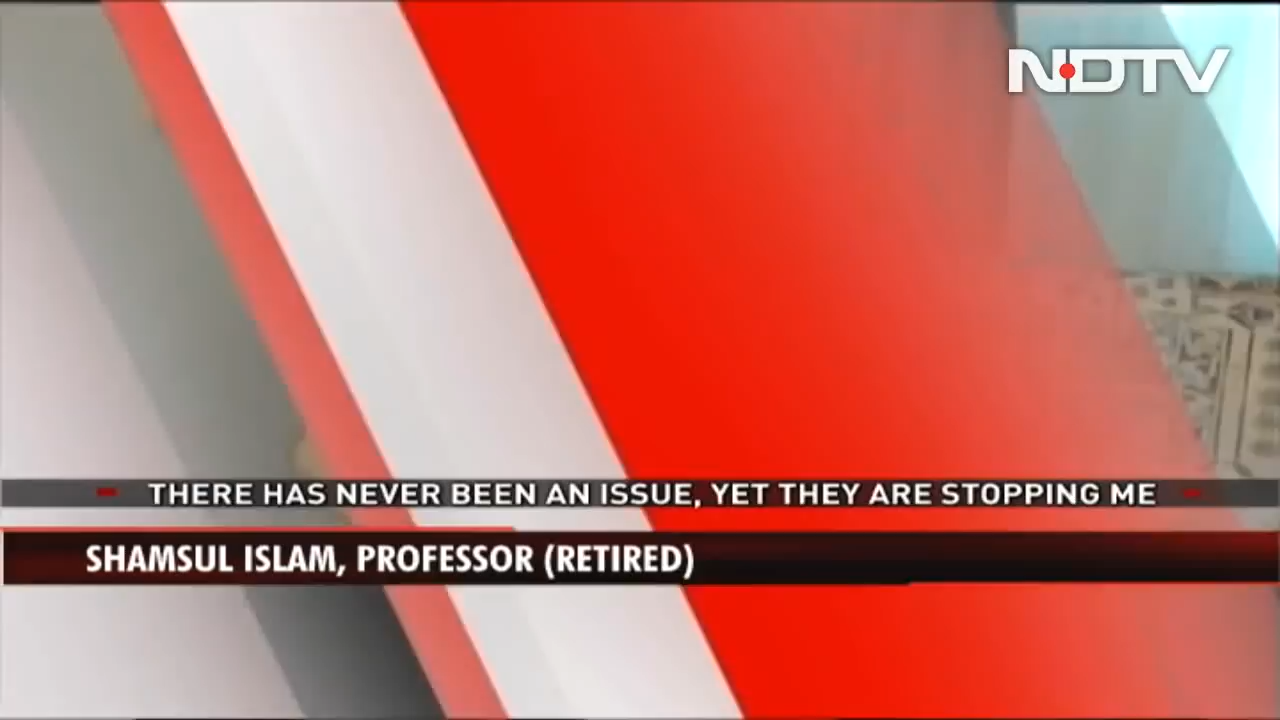 NDTV
THERE HAS NEVER BEEN AN ISSUE, YET THEY ARE STOPPING ME
SHAMSUL ISLAM, PROFESSOR (RETIRED)